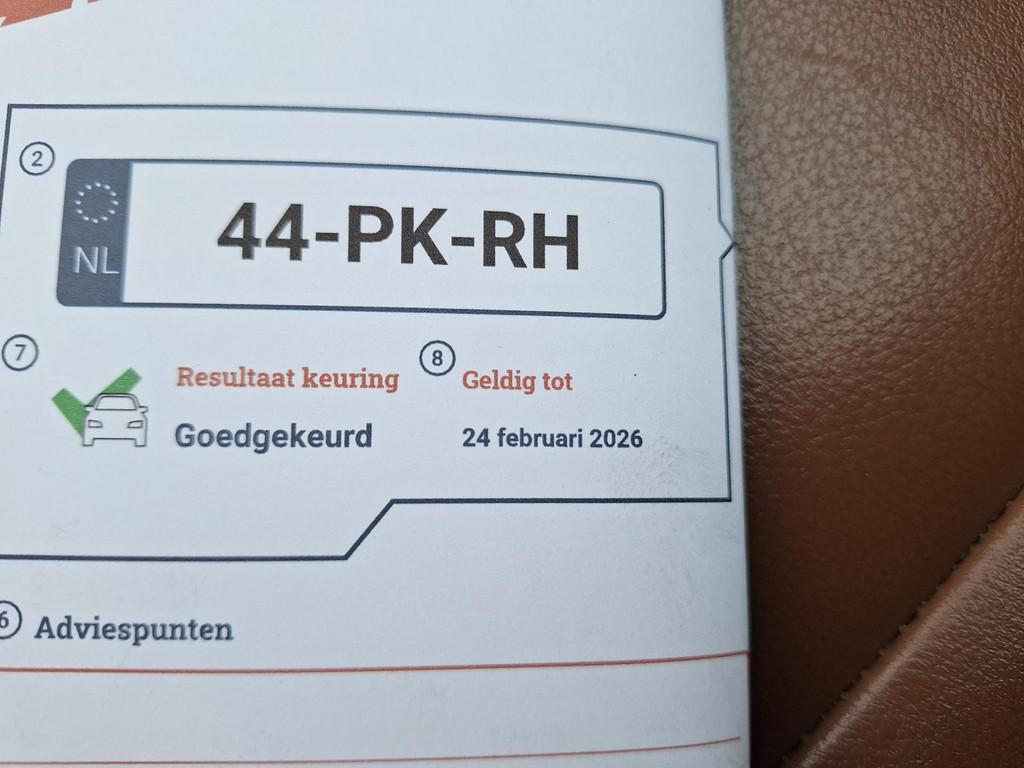 2
NL
44-PK-RH
7
Resultaat keuring
Goedgekeurd
8
Geldig tot
24 februari 2026
6
Adviespunten